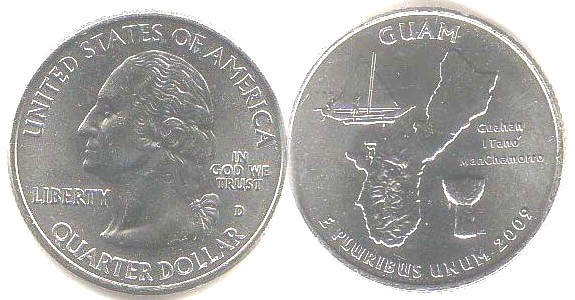 UNITED STATES OF AMERICA
LIBERTY
IN
GOD WE
TRUST
D
QUARTER DOLLAR
GUAM
Guahan
I Tano'
ManChamorro
E PLURIBUS UNUM 2009